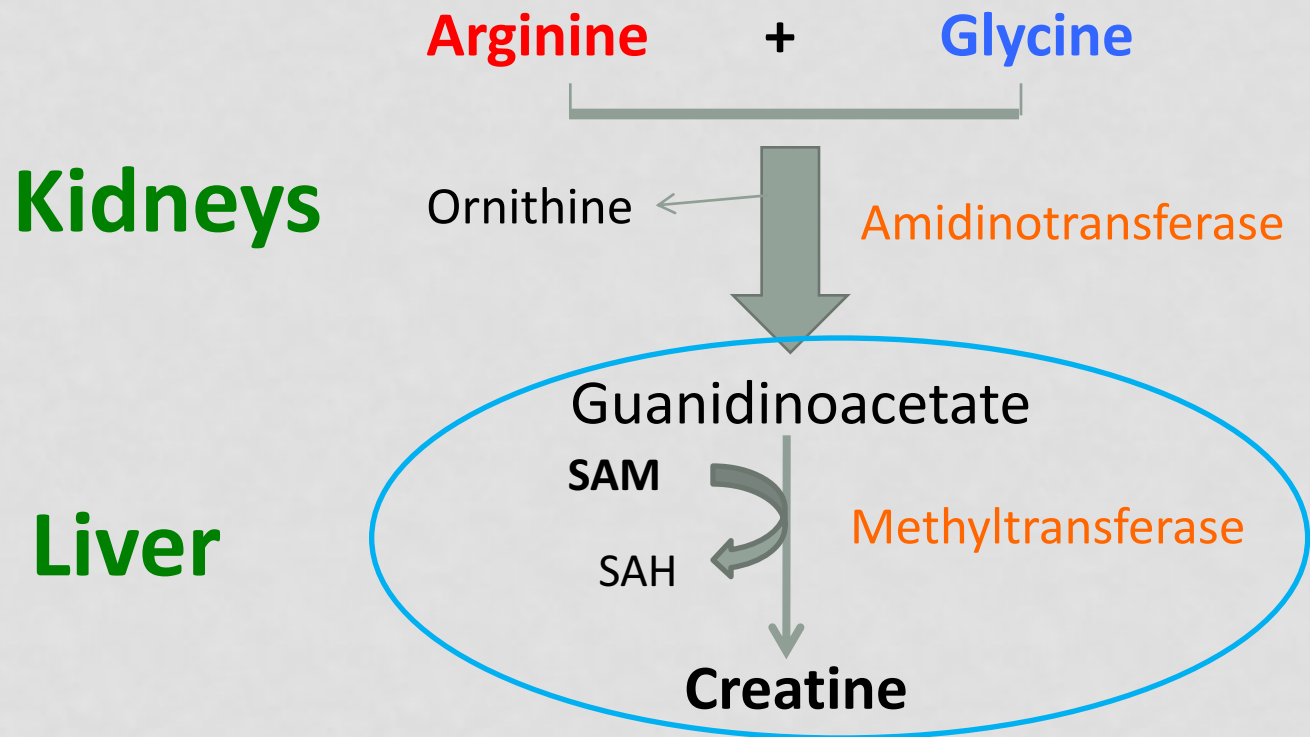 Arginine + Glycine
Kidneys
Ornithine
Amidinotransferase
Guanidinoacetate
SAM
Liver
Methyltransferase
SAH
Creatine